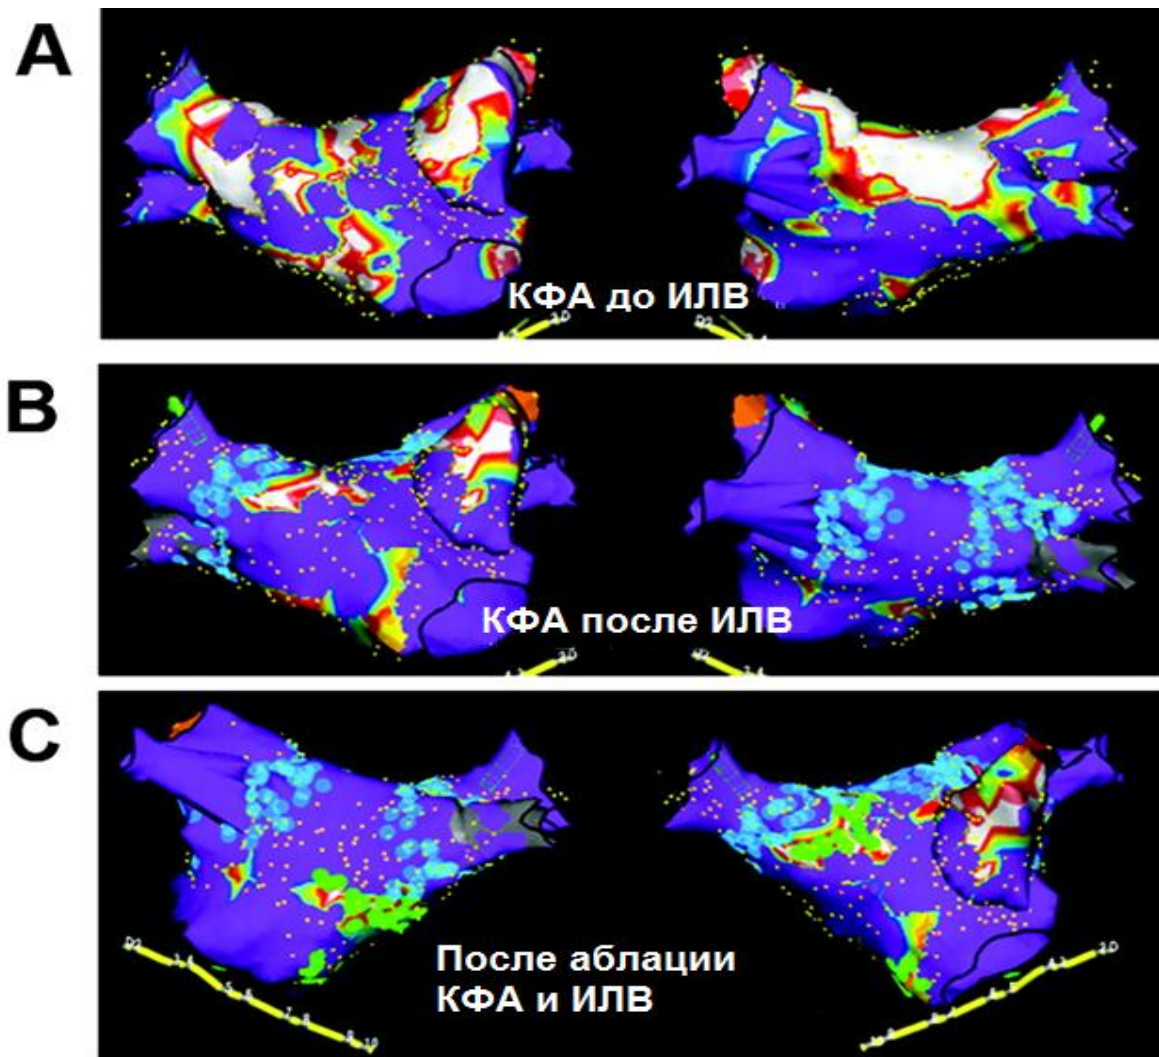 A
КФА до ИЛВ
B
КФА после ИЛВ
C
После аблации
КФА и ИЛВ